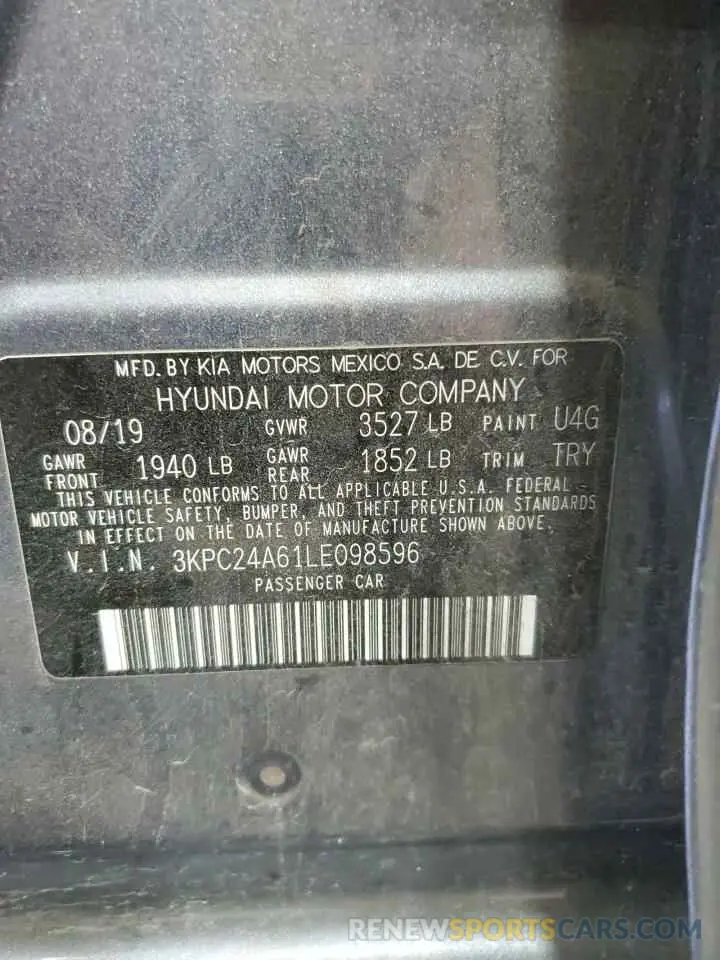 MFD. BY KIA MOTORS MEXICO S.A. DE C.V. FOR
HYUNDAI MOTOR COMPANY
08/19 GVWR 3527 LB PAINT U4G
GAWR FRONT 1940 LB GAWR REAR 1852 LB TRIM TRY
THIS VEHICLE CONFORMS TO ALL APPLICABLE U.S.A. FEDERAL
MOTOR VEHICLE SAFETY, BUMPER, AND THEFT PREVENTION STANDARDS
IN EFFECT ON THE DATE OF MANUFACTURE SHOWN ABOVE.
V.I.N. 3KPC24A61LE098596
PASSENGER CAR
RENEWSPORTSCARS.COM